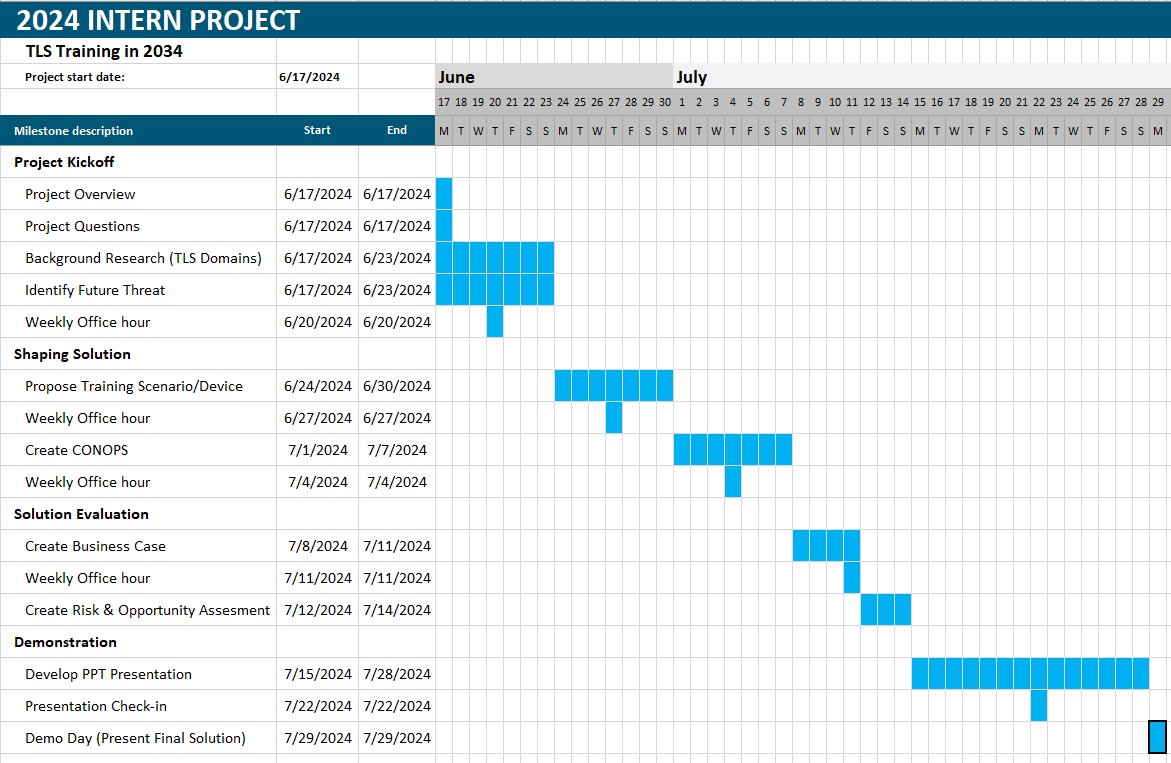 2024 INTERN PROJECT
TLS Training in 2034
Project start date: 6/17/2024 June July
17 18 19 20 21 22 23 24 25 26 27 28 29 30 1 2 3 4 5 6 7 8 9 10 11 12 13 14 15 16 17 18 19 20 21 22 23 24 25 26 27 28 29
Milestone description Start End M T W T F S S M T W T F S S M T W T F S S M T W T F S S M T W T F S S M T W T F S S M
Project Kickoff
Project Overview 6/17/2024 6/17/2024
Project Questions 6/17/2024 6/17/2024
Background Research (TLS Domains) 6/17/2024 6/23/2024
Identify Future Threat 6/17/2024 6/23/2024
Weekly Office hour 6/20/2024 6/20/2024
Shaping Solution
Propose Training Scenario/Device 6/24/2024 6/30/2024
Weekly Office hour 6/27/2024 6/27/2024
Create CONOPS 7/1/2024 7/7/2024
Weekly Office hour 7/4/2024 7/4/2024
Solution Evaluation
Create Business Case 7/8/2024 7/11/2024
Weekly Office hour 7/11/2024 7/11/2024
Create Risk & Opportunity Assesment 7/12/2024 7/14/2024
Demonstration
Develop PPT Presentation 7/15/2024 7/28/2024
Presentation Check-in 7/22/2024 7/22/2024
Demo Day (Present Final Solution) 7/29/2024 7/29/2024